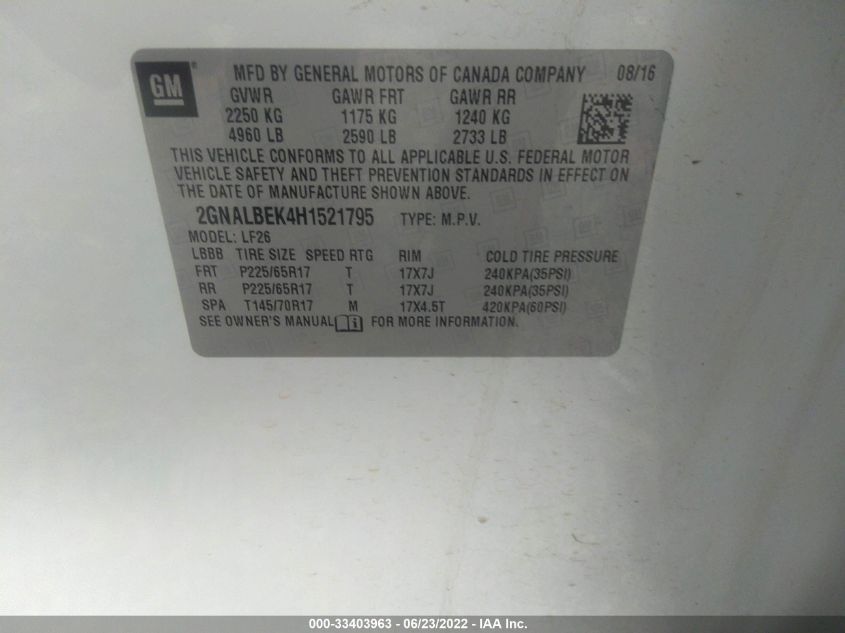 GM
MFD BY GENERAL MOTORS OF CANADA COMPANY 08/16
GVWR GAWR FRT GAWR RR
2250 KG 1175 KG 1240 KG
4960 LB 2590 LB 2733 LB
THIS VEHICLE CONFORMS TO ALL APPLICABLE U.S. FEDERAL MOTOR
VEHICLE SAFETY AND THEFT PREVENTION STANDARDS IN EFFECT ON
THE DATE OF MANUFACTURE SHOWN ABOVE.
2GNALBEK4H1521795 TYPE: M.P.V.
MODEL: LF26
LBBB TIRE SIZE SPEED RTG RIM COLD TIRE PRESSURE
FRT P225/65R17 T 17X7J 240KPA(35PSI)
RR P225/65R17 T 17X7J 240KPA(35PSI)
SPA T145/70R17 M 17X4.5T 420KPA(60PSI)
SEE OWNER'S MANUAL FOR MORE INFORMATION.
000-33403963 - 06/23/2022 - IAA Inc.